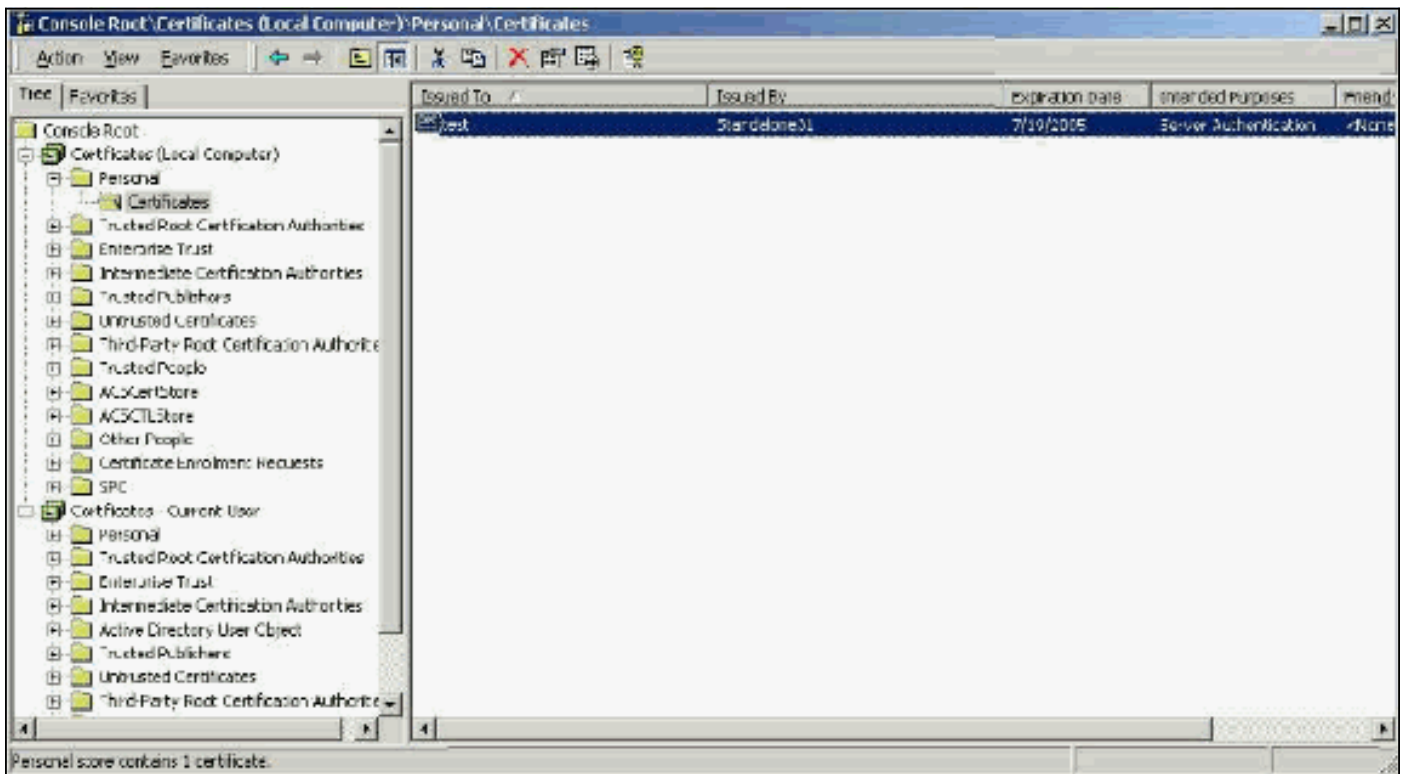 Console Root\Certificates (Local Computer)\Personal\Certificates
Action View Favorites
Tree Favorites
Issued To Issued By Expiration Date Intended Purposes Friend
test Standalone01 7/19/2005 Server Authentication <None
Console Root
Certificates (Local Computer)
Personal
Certificates
Trusted Root Certification Authorities
Enterprise Trust
Intermediate Certification Authorities
Trusted Publishers
Untrusted Certificates
Third-Party Root Certification Authoritie
Trusted People
ACSCertStore
ACSCTLStore
Other People
Certificate Enrolment Requests
SPC
Certificates - Current User
Personal
Trusted Root Certification Authorities
Enterprise Trust
Intermediate Certification Authorities
Active Directory User Object
Trusted Publishers
Untrusted Certificates
Third-Party Root Certification Authoritie
Personal store contains 1 certificate.